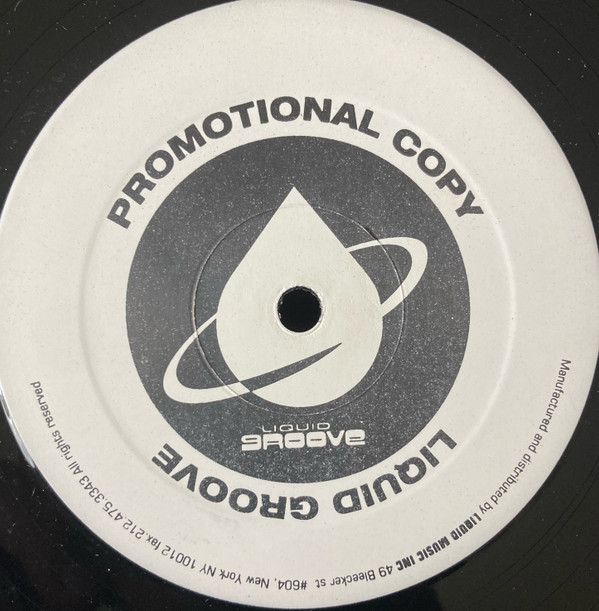 PROMOTIONAL COPY
LIQUID
GROOVE
LIQUID GROOVE
Manufactured and distributed by LIQUID MUSIC INC 49 Bleecker st #604, New York NY 10012 fax.212.475.3343 All rights reserved